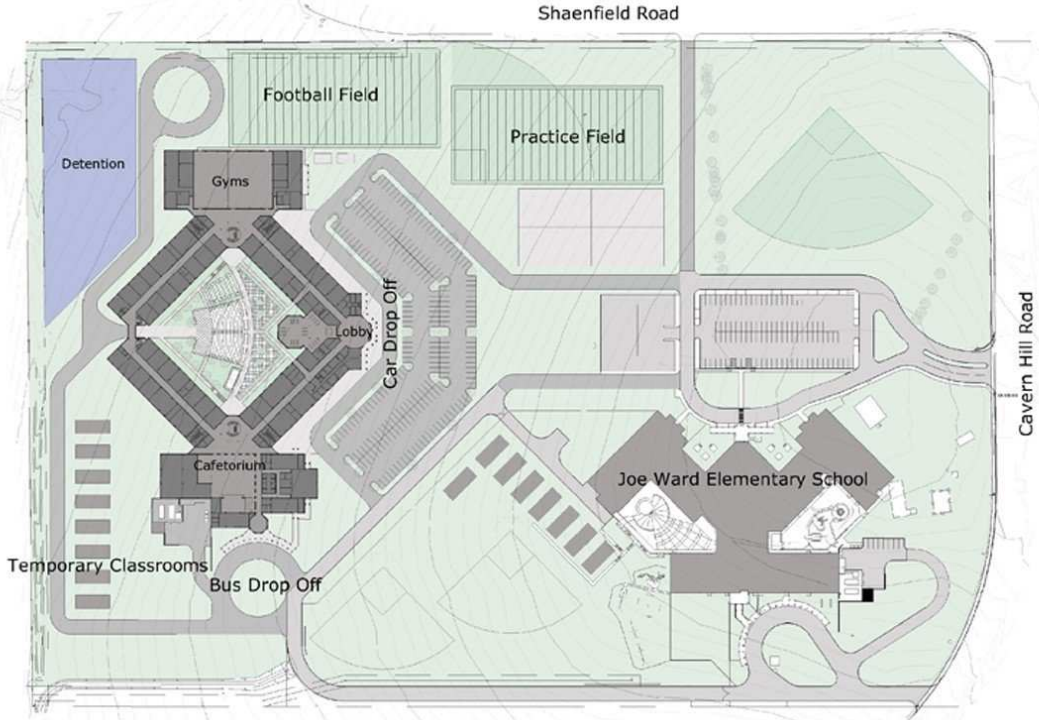 Shaenfield Road
Football Field
Practice Field
Detention
Gyms
Lobby
Car Drop Off
Cavern Hill Road
Cafetorium
Joe Ward Elementary School
Temporary Classrooms
Bus Drop Off